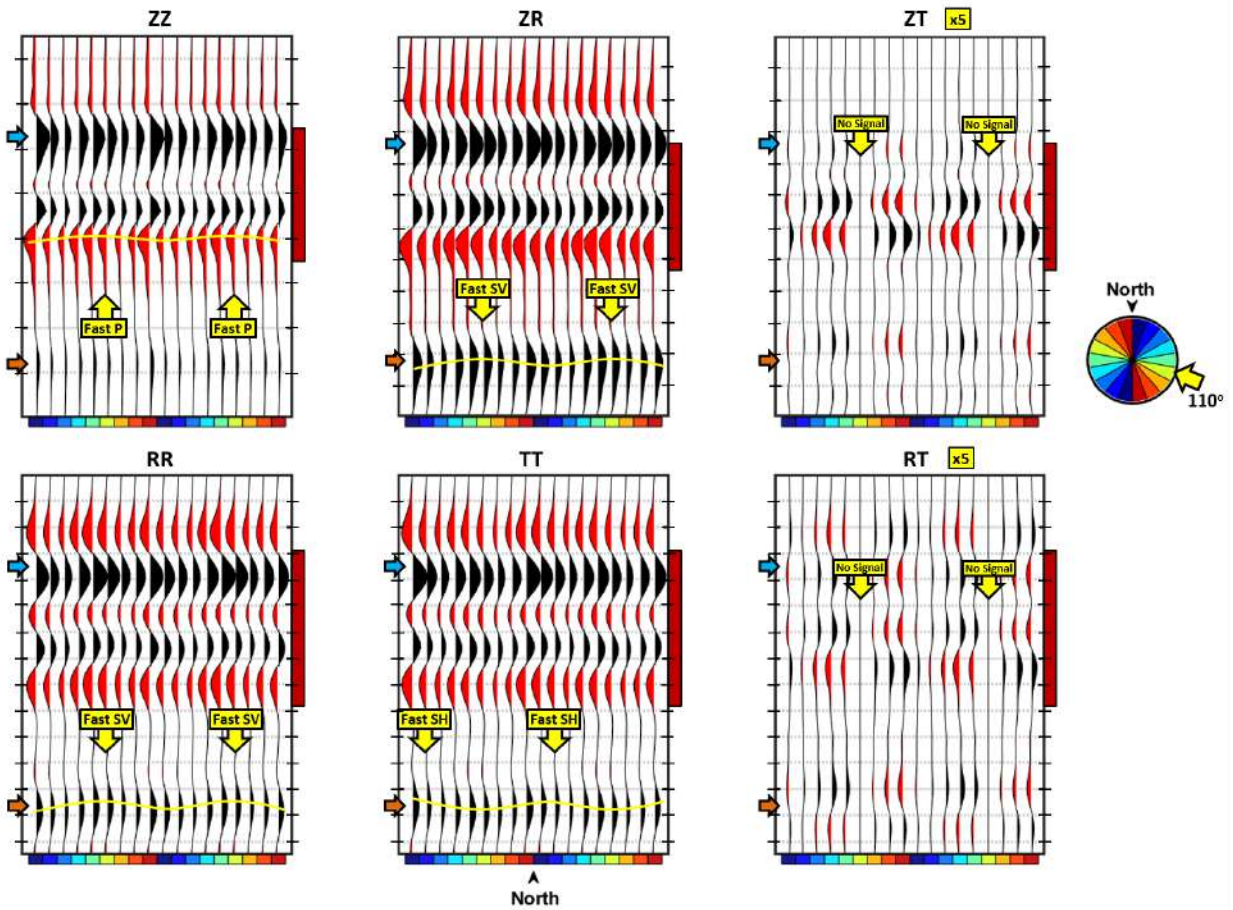 ZZ
ZR
ZT x5
No Signal
No Signal
Fast SV
Fast SV
Fast P
Fast P
North
110°
RR
TT
RT x5
No Signal
No Signal
Fast SV
Fast SV
Fast SH
Fast SH
North